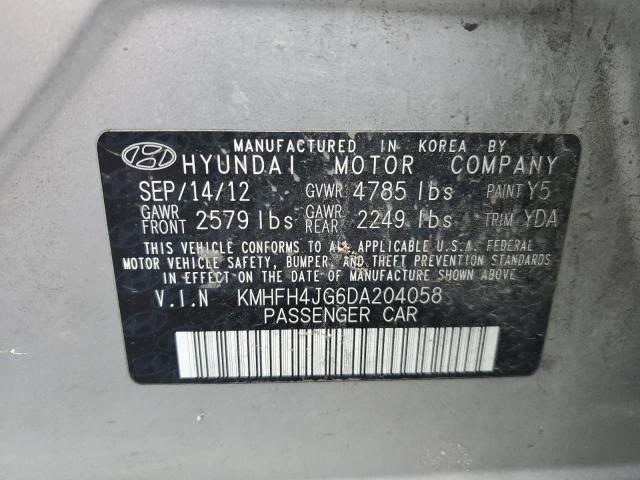 MANUFACTURED IN KOREA BY
HYUNDAI MOTOR COMPANY
SEP/14/12 GVWR 4785 lbs PAINT Y5
GAWR FRONT 2579 lbs GAWR REAR 2249 lbs TRIM YDA
THIS VEHICLE CONFORMS TO ALL APPLICABLE U.S.A. FEDERAL
MOTOR VEHICLE SAFETY, BUMPER, AND THEFT PREVENTION STANDARDS
IN EFFECT ON THE DATE OF MANUFACTURE SHOWN ABOVE.
V.I.N KMHFH4JG6DA204058
PASSENGER CAR